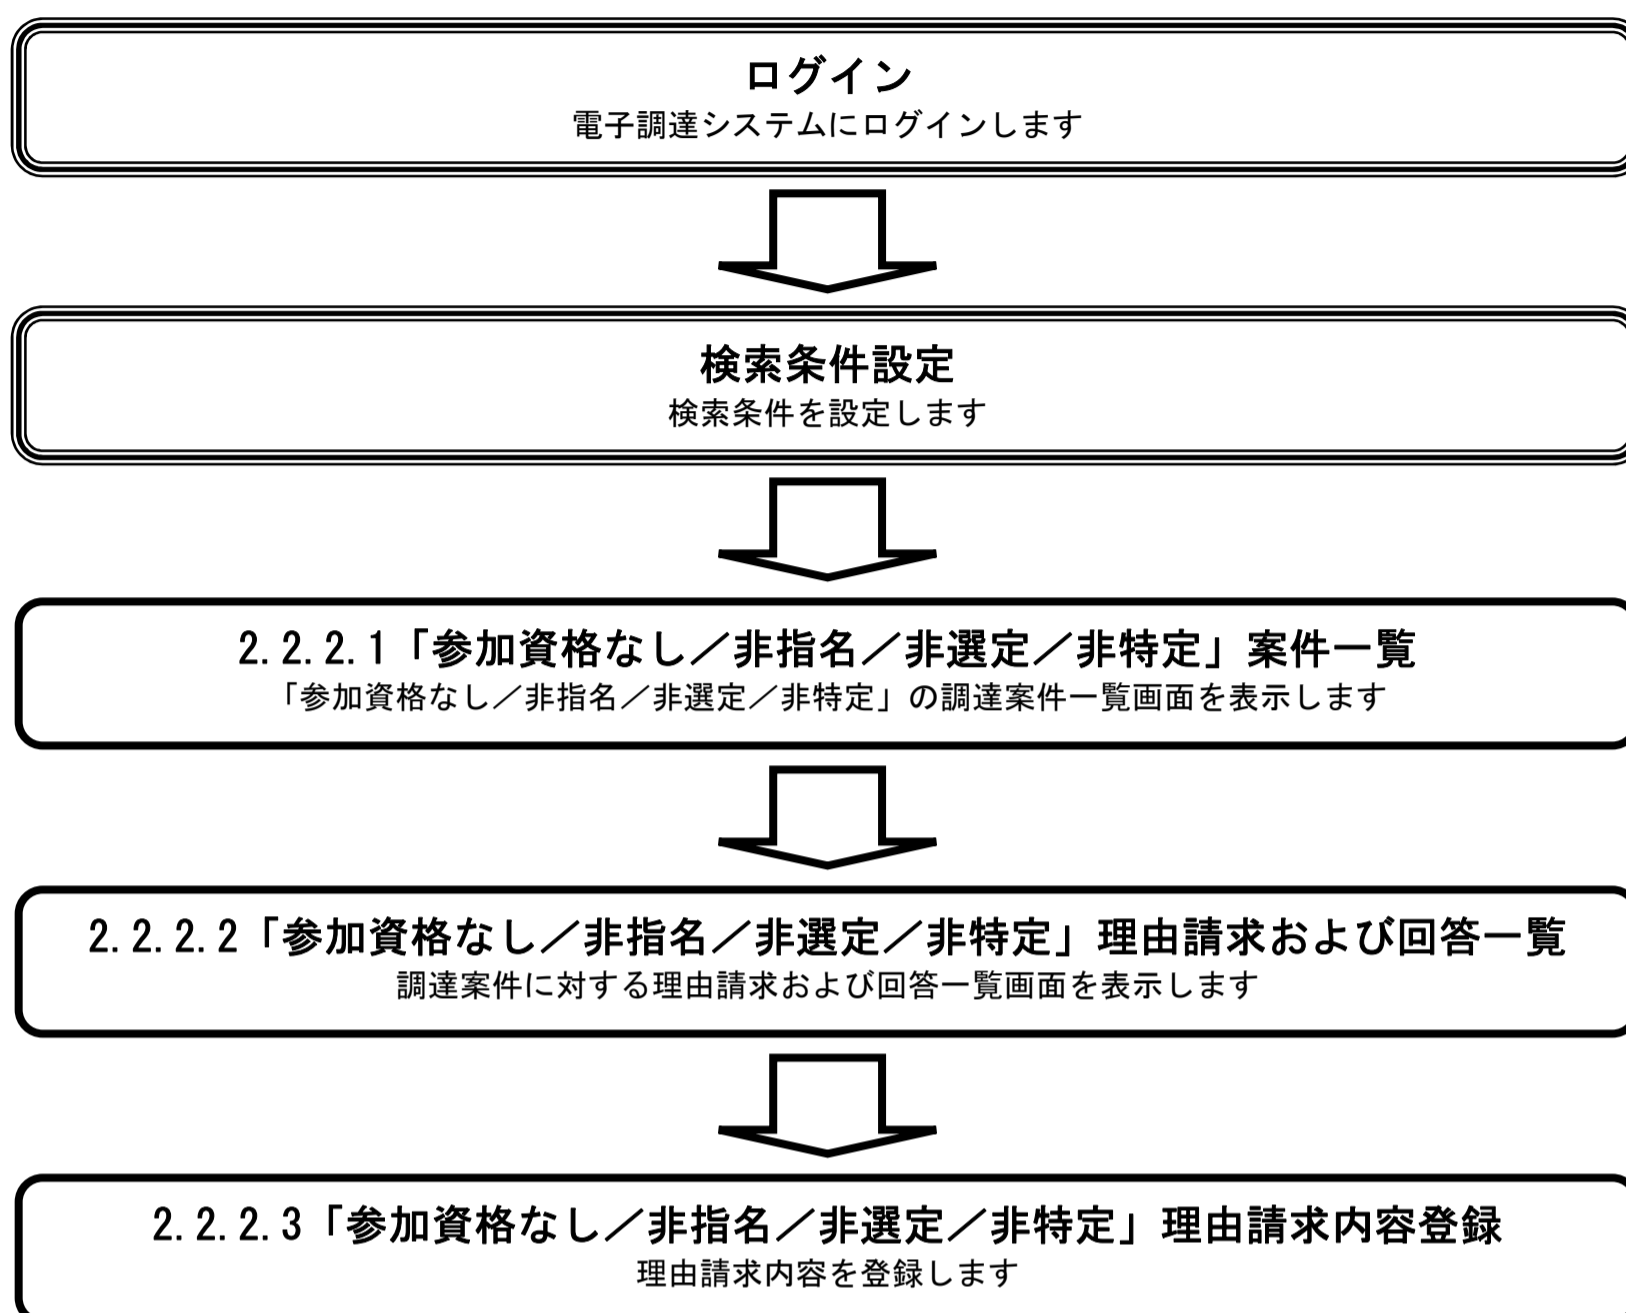 ログイン
電子調達システムにログインします
検索条件設定
検索条件を設定します
2.2.2.1「参加資格なし／非指名／非選定／非特定」案件一覧
「参加資格なし／非指名／非選定／非特定」の調達案件一覧画面を表示します
2.2.2.2「参加資格なし／非指名／非選定／非特定」理由請求および回答一覧
調達案件に対する理由請求および回答一覧画面を表示します
2.2.2.3「参加資格なし／非指名／非選定／非特定」理由請求内容登録
理由請求内容を登録します